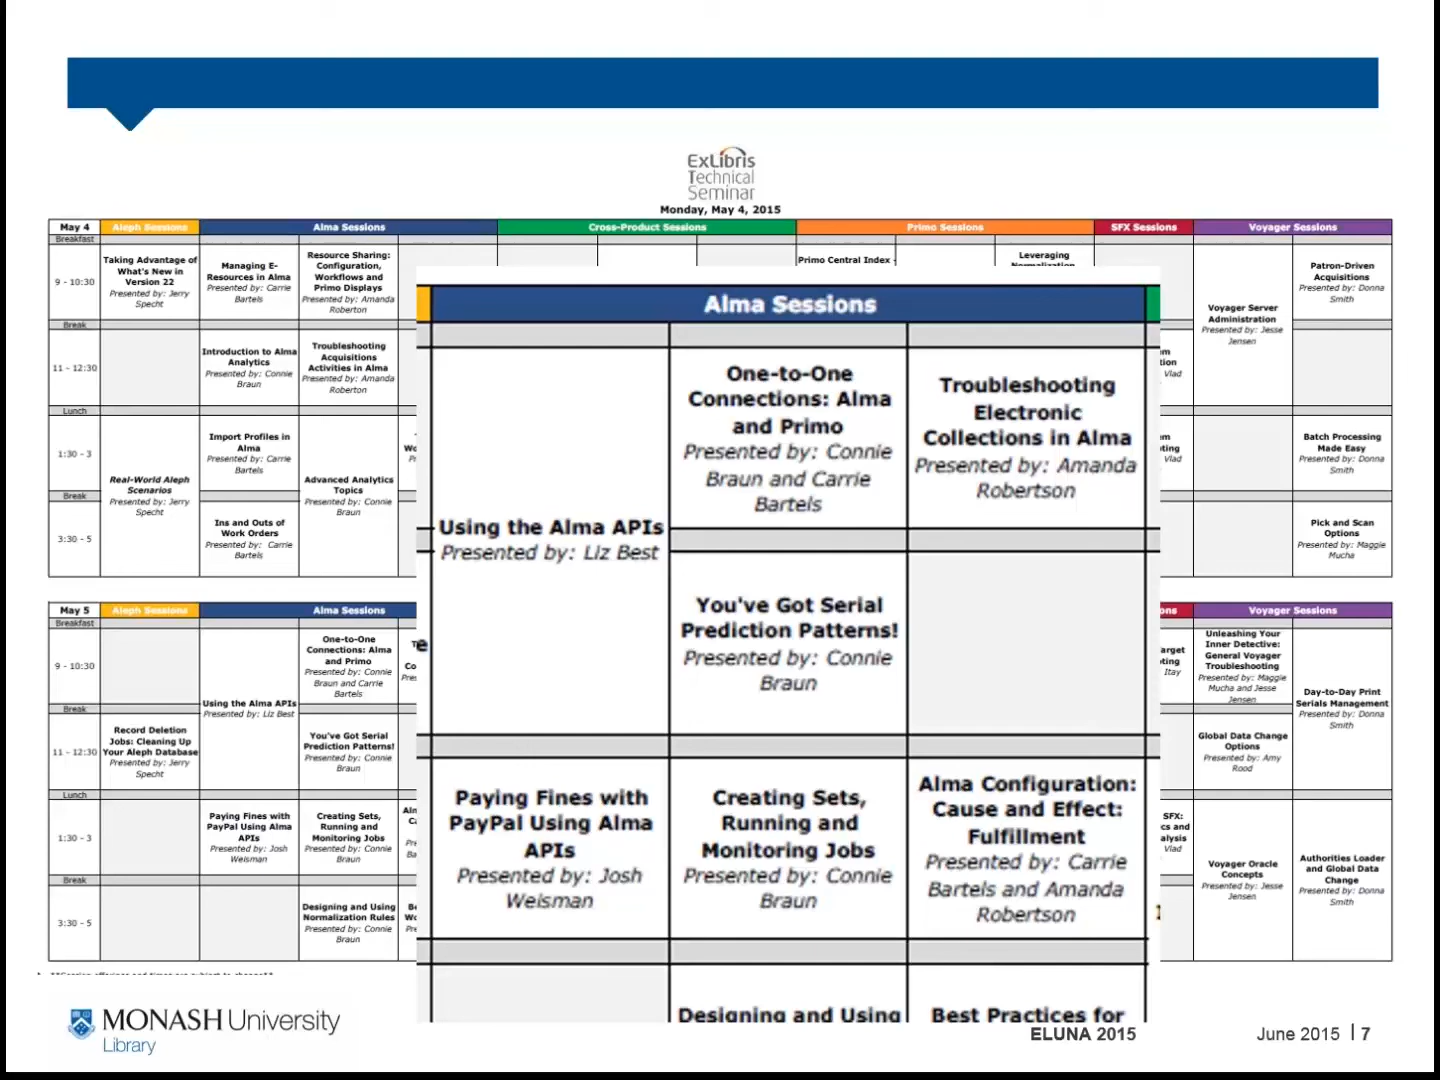 ExLibris
Technical
Seminar
Monday, May 4, 2015
May 4
Aleph Sessions
Alma Sessions
Cross-Product Sessions
Primo Sessions
SFX Sessions
Voyager Sessions
Breakfast
9 - 10:30
Taking Advantage of
What's New in
Version 22
Presented by: Jerry
Specht
Managing E-
Resources in Alma
Presented by: Carrie
Bartels
Resource Sharing:
Configuration,
Workflows and
Primo Displays
Presented by: Amanda
Roberton
Primo Central Index -
Leveraging
Normalization
Voyager Server
Administration
Presented by: Jesse
Jensen
Patron-Driven
Acquisitions
Presented by: Donna
Smith
Break
11 - 12:30
Introduction to Alma
Analytics
Presented by: Connie
Braun
Troubleshooting
Acquisitions
Activities in Alma
Presented by: Amanda
Roberton
Vlad
Lunch
1:30 - 3
Real-World Aleph
Scenarios
Presented by: Jerry
Specht
Import Profiles in
Alma
Presented by: Carrie
Bartels
Advanced Analytics
Topics
Presented by: Connie
Braun
Vlad
Batch Processing
Made Easy
Presented by: Donna
Smith
Break
3:30 - 5
Ins and Outs of
Work Orders
Presented by: Carrie
Bartels
Pick and Scan
Options
Presented by: Maggie
Mucha
Alma Sessions
Using the Alma APIs
Presented by: Liz Best
One-to-One
Connections: Alma
and Primo
Presented by: Connie
Braun and Carrie
Bartels
Troubleshooting
Electronic
Collections in Alma
Presented by: Amanda
Robertson
You've Got Serial
Prediction Patterns!
Presented by: Connie
Braun
Paying Fines with
PayPal Using Alma
APIs
Presented by: Josh
Weisman
Creating Sets,
Running and
Monitoring Jobs
Presented by: Connie
Braun
Alma Configuration:
Cause and Effect:
Fulfillment
Presented by: Carrie
Bartels and Amanda
Robertson
Designing and Using
Best Practices for
May 5
Aleph Sessions
Alma Sessions
Voyager Sessions
Breakfast
9 - 10:30
Using the Alma APIs
Presented by: Liz Best
One-to-One
Connections: Alma
and Primo
Presented by: Connie
Braun and Carrie
Bartels
Itay
Unleashing Your
Inner Detective:
General Voyager
Troubleshooting
Presented by: Maggie
Mucha and Jesse
Jensen
Day-to-Day Print
Serials Management
Presented by: Donna
Smith
Break
11 - 12:30
Record Deletion
Jobs: Cleaning Up
Your Aleph Database
Presented by: Jerry
Specht
You've Got Serial
Prediction Patterns!
Presented by: Connie
Braun
Global Data Change
Options
Presented by: Amy
Rood
Lunch
1:30 - 3
Paying Fines with
PayPal Using Alma
APIs
Presented by: Josh
Weisman
Creating Sets,
Running and
Monitoring Jobs
Presented by: Connie
Braun
SFX:
Vlad
Voyager Oracle
Concepts
Presented by: Jesse
Jensen
Authorities Loader
and Global Data
Change
Presented by: Donna
Smith
Break
3:30 - 5
Designing and Using
Normalization Rules
Presented by: Connie
Braun
MONASH University
Library
ELUNA 2015
June 2015 | 7